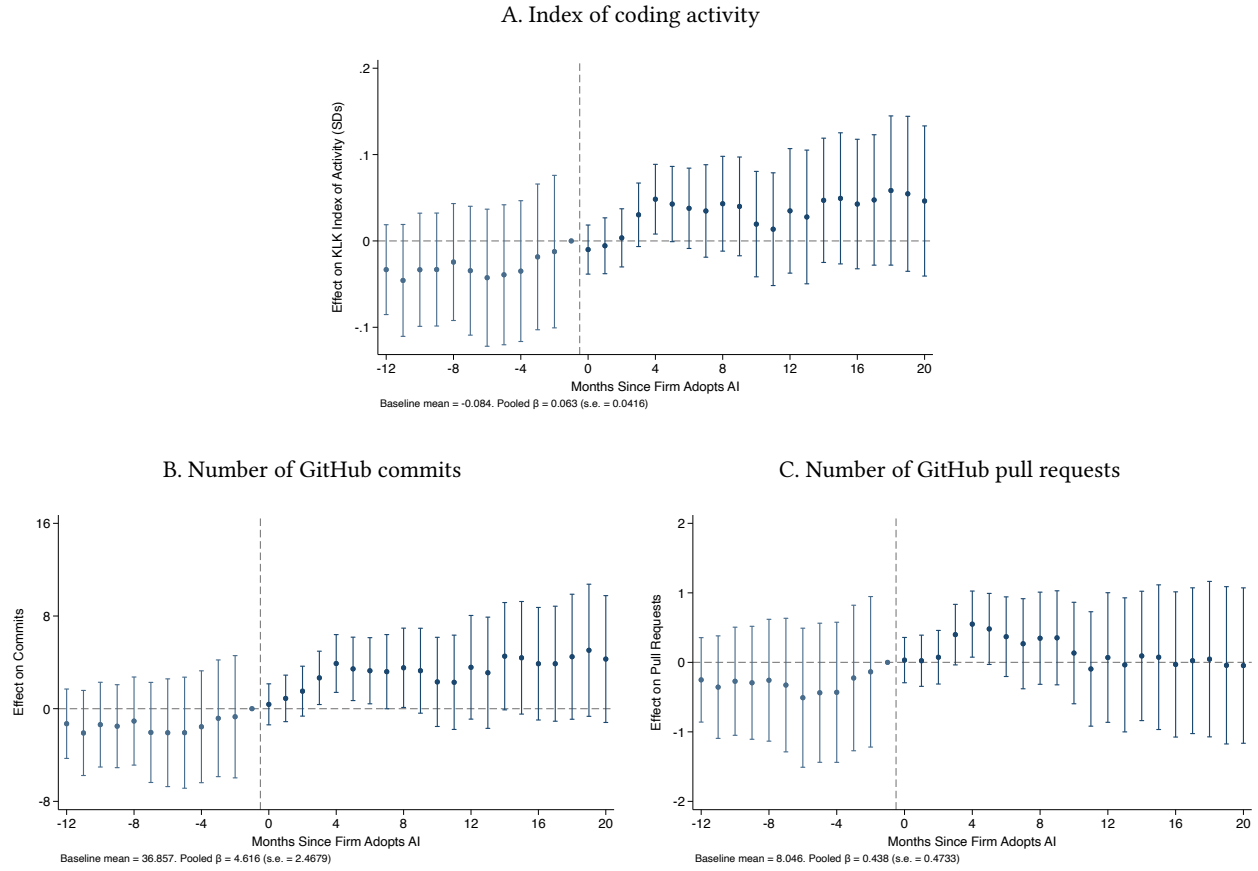 A. Index of coding activity
Effect on KLK Index of Activity (SDs)
.2
.1
0
-.1
-12 -8 -4 0 4 8 12 16 20
Months Since Firm Adopts AI
Baseline mean = -0.084. Pooled β = 0.063 (s.e. = 0.0416)
B. Number of GitHub commits
Effect on Commits
16
8
0
-8
-12 -8 -4 0 4 8 12 16 20
Months Since Firm Adopts AI
Baseline mean = 36.857. Pooled β = 4.616 (s.e. = 2.4679)
C. Number of GitHub pull requests
Effect on Pull Requests
2
1
0
-1
-2
-12 -8 -4 0 4 8 12 16 20
Months Since Firm Adopts AI
Baseline mean = 8.046. Pooled β = 0.438 (s.e. = 0.4733)